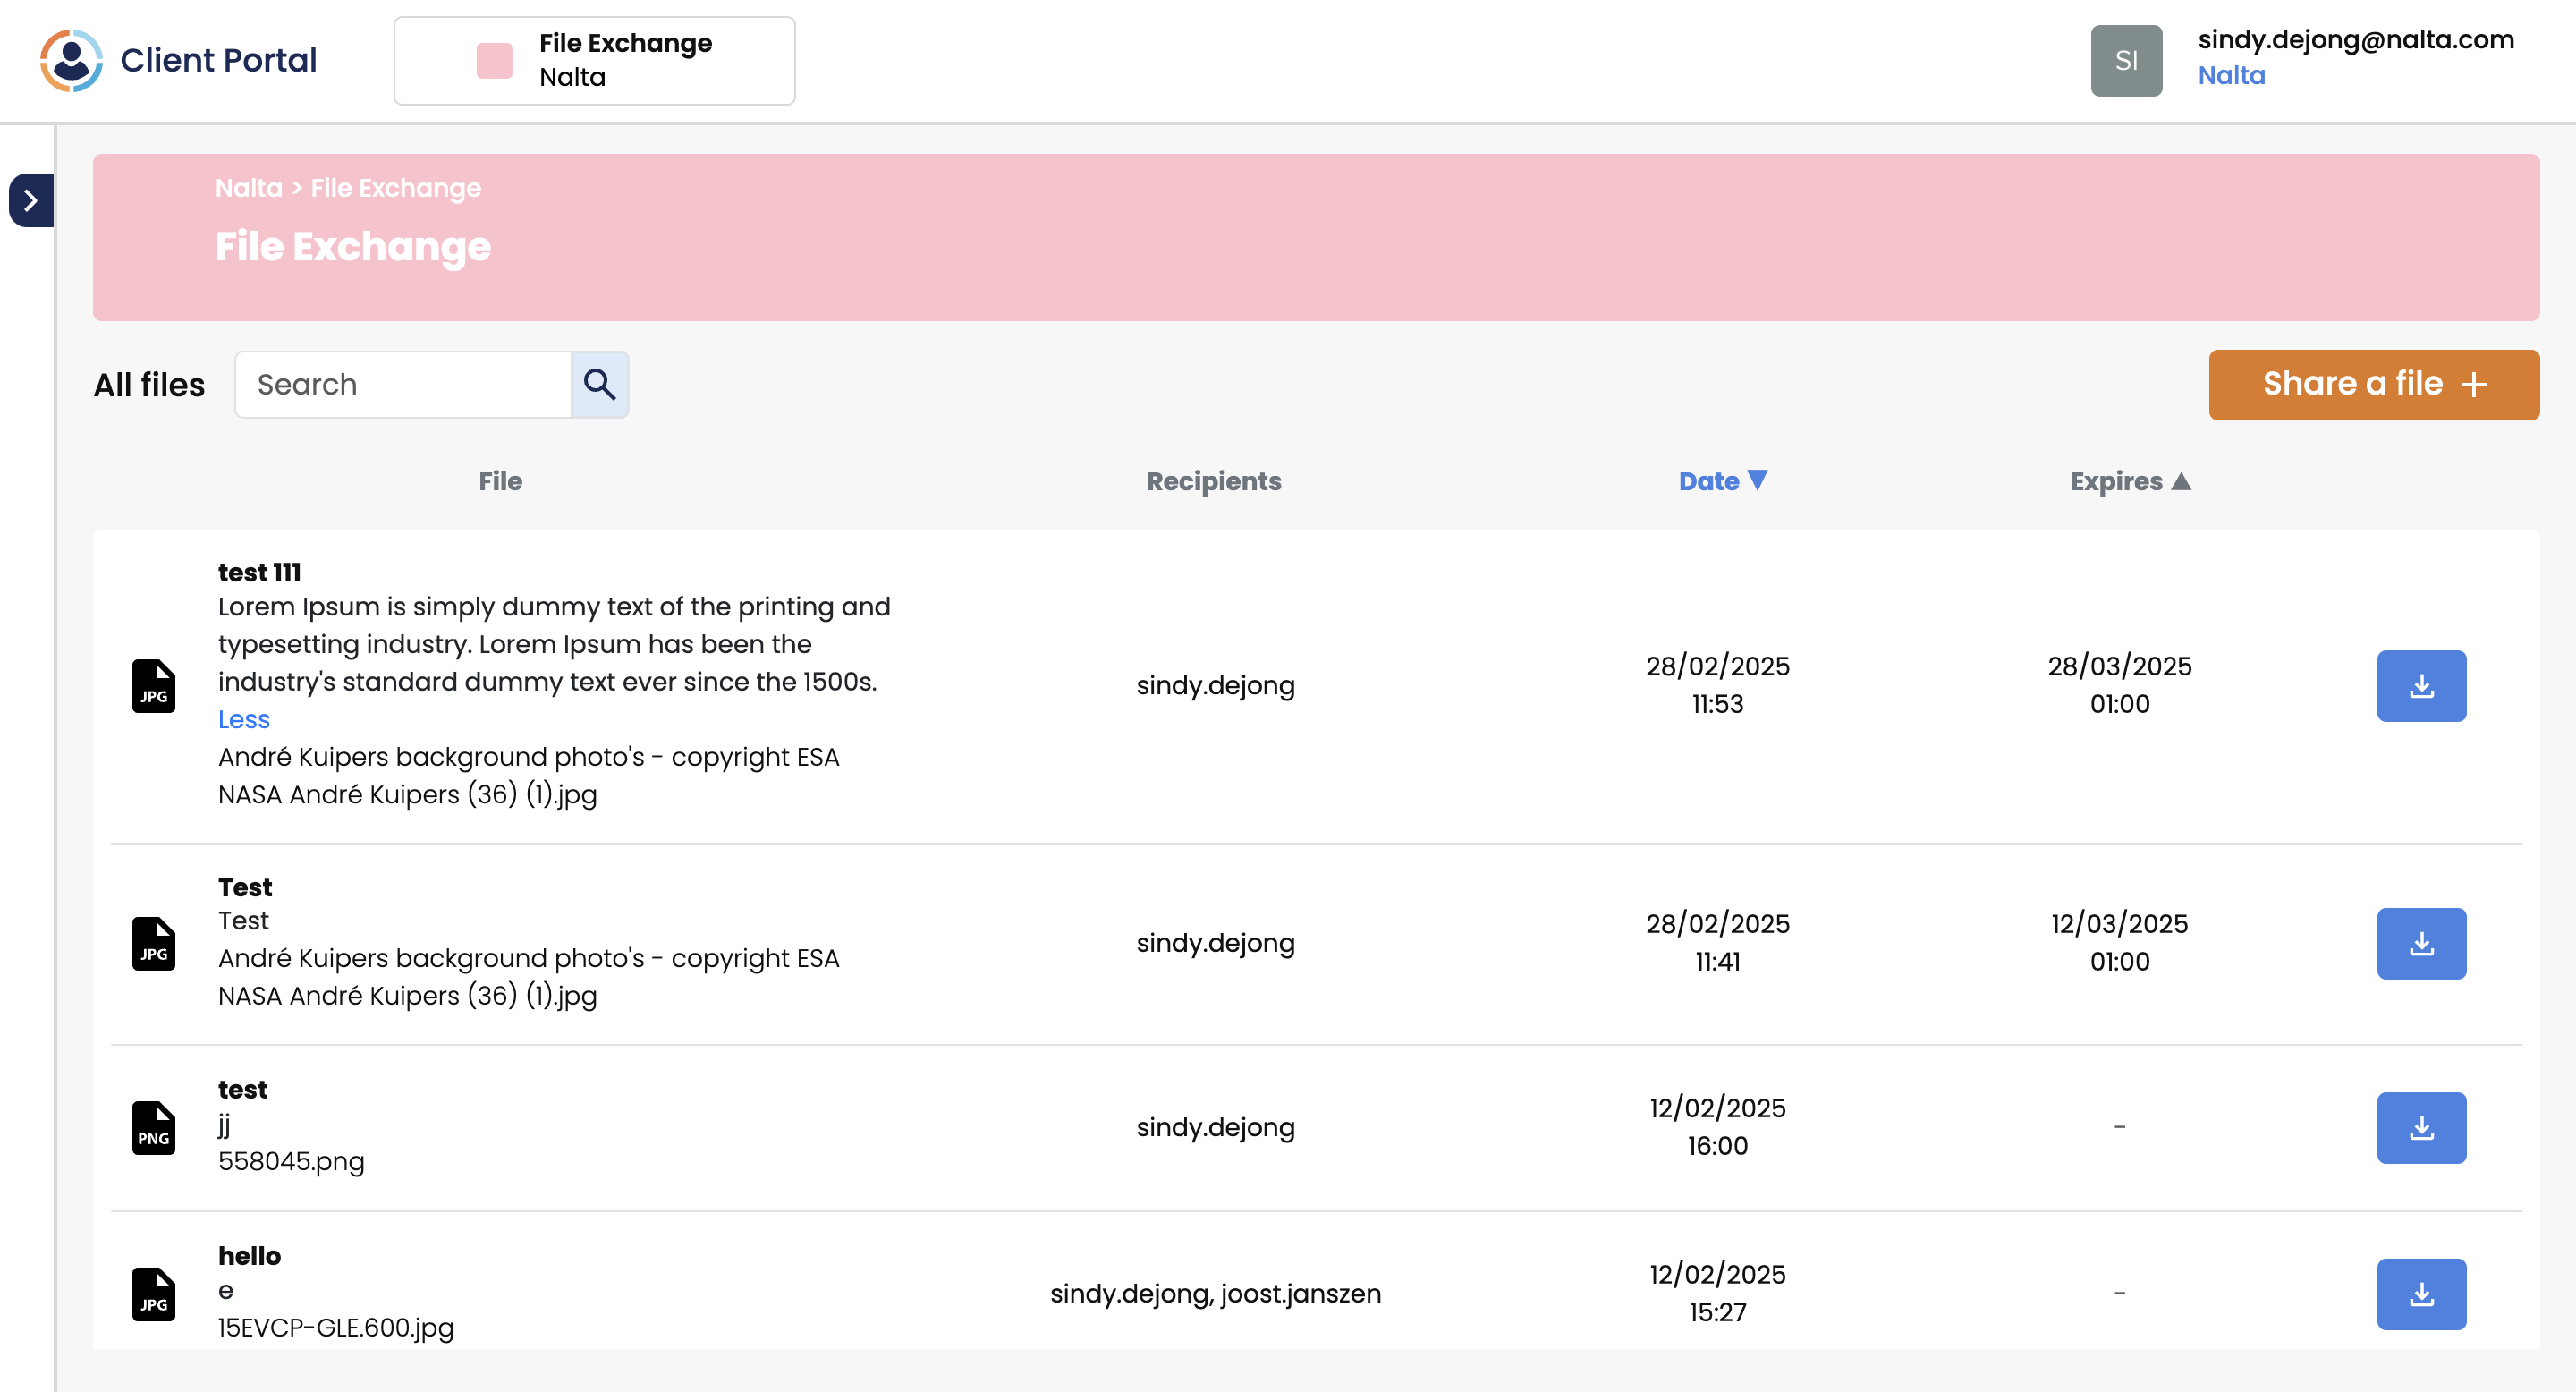 Client Portal
File Exchange
Nalta
SI
sindy.dejong@nalta.com
Nalta
Nalta > File Exchange
File Exchange
All files
Search
Share a file +
File Recipients Date ▼ Expires ▲
test 111
Lorem Ipsum is simply dummy text of the printing and
typesetting industry. Lorem Ipsum has been the
industry's standard dummy text ever since the 1500s.
Less
André Kuipers background photo's - copyright ESA
NASA André Kuipers (36) (1).jpg
JPG
sindy.dejong
28/02/2025
11:53
28/03/2025
01:00
Test
Test
André Kuipers background photo's - copyright ESA
NASA André Kuipers (36) (1).jpg
JPG
sindy.dejong
28/02/2025
11:41
12/03/2025
01:00
test
jj
558045.png
PNG
sindy.dejong
12/02/2025
16:00
-
hello
e
15EVCP-GLE.600.jpg
JPG
sindy.dejong, joost.janszen
12/02/2025
15:27
-